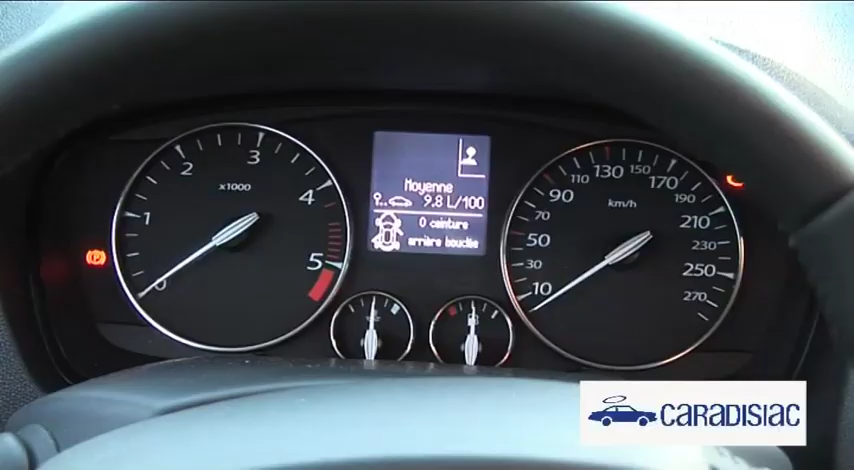 0
1
2
3
4
5
x1000
P
Moyenne
9.8 L/100
0 ceinture
arrière bouclée
10
30
50
70
90
110
130
150
170
190
210
230
250
270
km/h
CARADISIAC